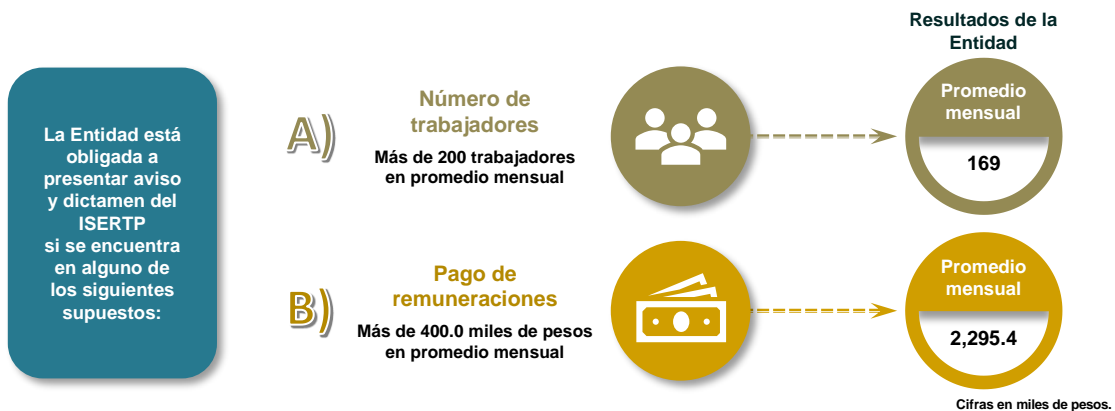 La Entidad está
obligada a
presentar aviso
y dictamen del
ISERTP
si se encuentra
en alguno de
los siguientes
supuestos:
A)
Número de
trabajadores
Más de 200 trabajadores
en promedio mensual
Resultados de la
Entidad
Promedio
mensual
169
B)
Pago de
remuneraciones
Más de 400.0 miles de pesos
en promedio mensual
Promedio
mensual
2,295.4
Cifras en miles de pesos.